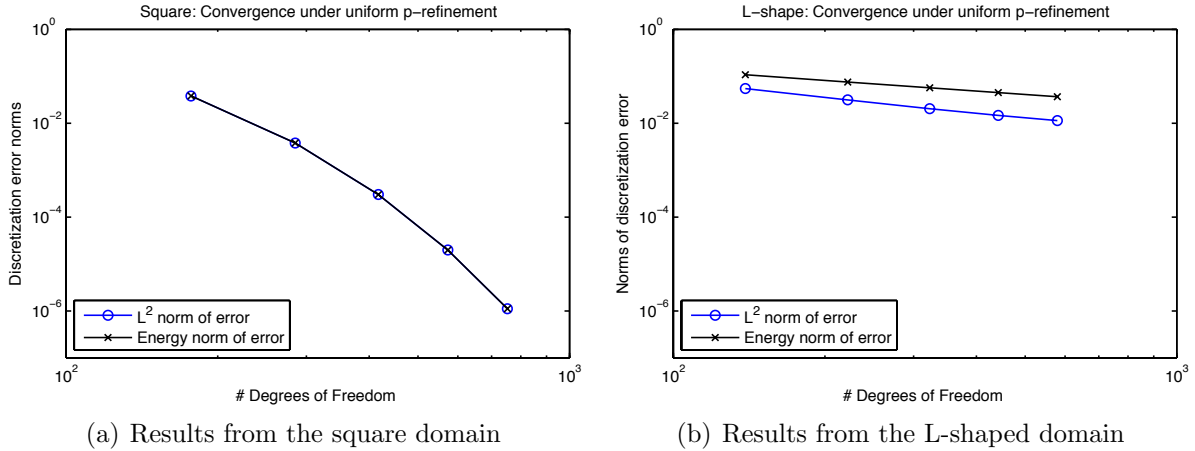 Square: Convergence under uniform p-refinement
10^0
10^-2
10^-4
10^-6
Discretization error norms
L^2 norm of error
Energy norm of error
10^2
10^3
# Degrees of Freedom
(a) Results from the square domain
L-shape: Convergence under uniform p-refinement
10^0
10^-2
10^-4
10^-6
Norms of discretization error
L^2 norm of error
Energy norm of error
10^2
10^3
# Degrees of Freedom
(b) Results from the L-shaped domain